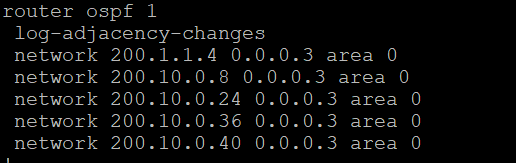 router ospf 1
log-adjacency-changes
network 200.1.1.4 0.0.0.3 area 0
network 200.10.0.8 0.0.0.3 area 0
network 200.10.0.24 0.0.0.3 area 0
network 200.10.0.36 0.0.0.3 area 0
network 200.10.0.40 0.0.0.3 area 0